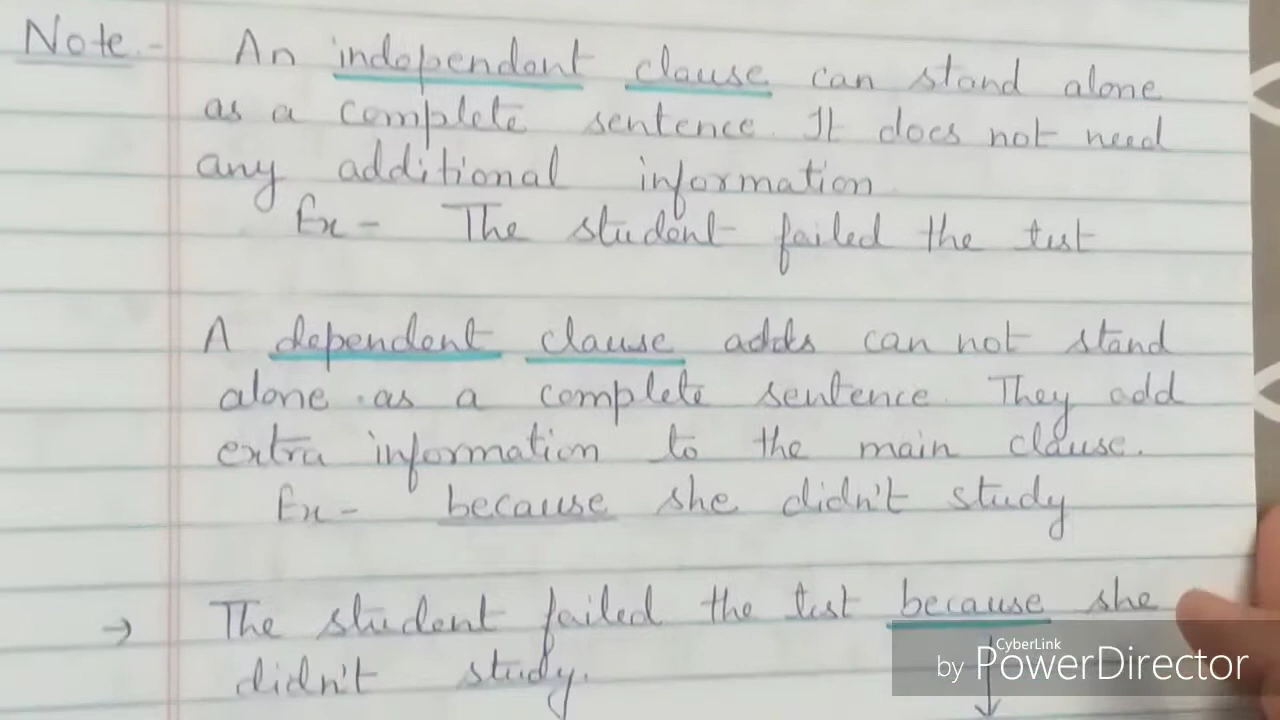 Note - An independent clause can stand alone
as a complete sentence. It does not need
any additional information
Ex - The student failed the test
A dependent clause adds can not stand
alone as a complete sentence. They add
extra information to the main clause.
Ex - because she didn't study
→ The student failed the test because she
didn't study.
CyberLink
by PowerDirector